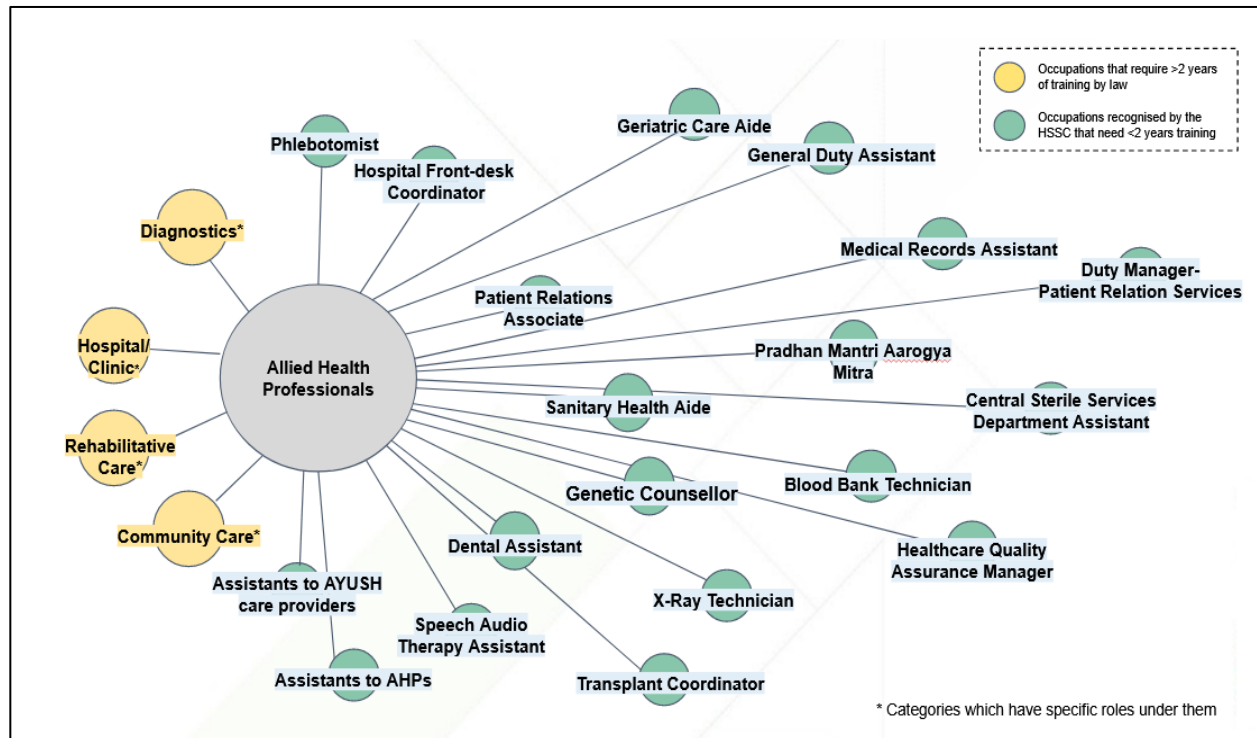 Occupations that require >2 years
of training by law
Occupations recognised by the
HSSC that need <2 years training
Phlebotomist
Hospital Front-desk
Coordinator
Geriatric Care Aide
General Duty Assistant
Diagnostics*
Medical Records Assistant
Duty Manager-
Patient Relation Services
Patient Relations
Associate
Hospital/
Clinic*
Allied Health
Professionals
Pradhan Mantri Aarogya
Mitra
Sanitary Health Aide
Central Sterile Services
Department Assistant
Rehabilitative
Care*
Genetic Counsellor
Blood Bank Technician
Community Care*
Dental Assistant
Healthcare Quality
Assurance Manager
Assistants to AYUSH
care providers
X-Ray Technician
Speech Audio
Therapy Assistant
Assistants to AHPs
Transplant Coordinator
* Categories which have specific roles under them